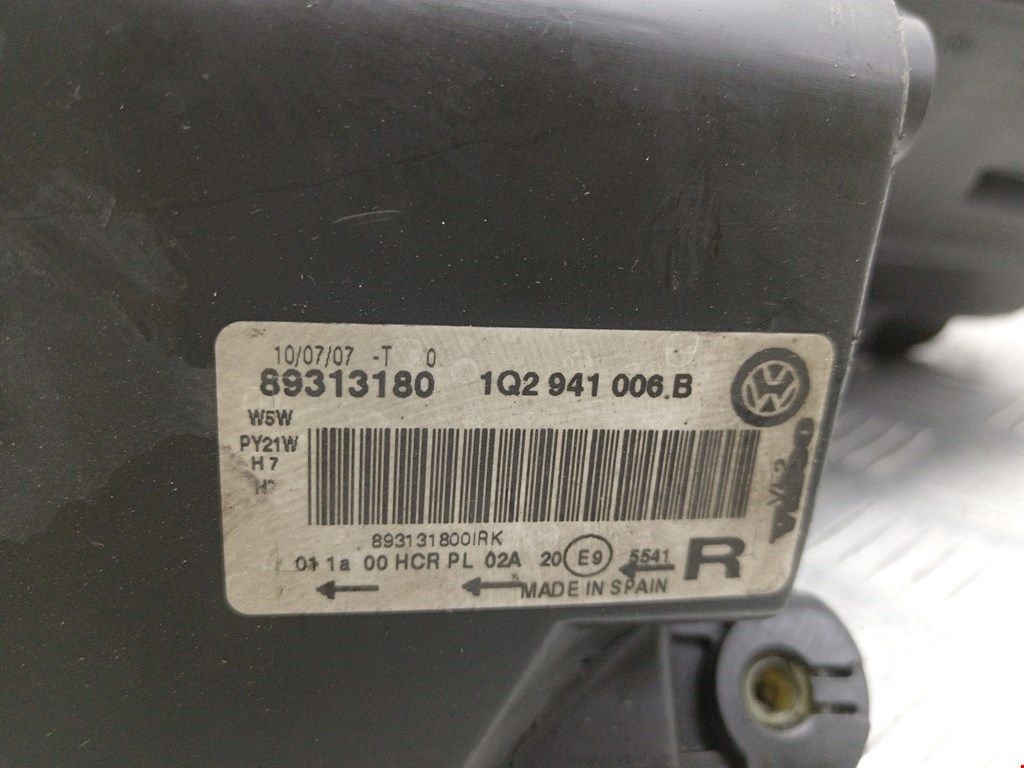 10/07/07 -T 0
89313180 1Q2 941 006.B
W5W
PY21W
H7
H7
893131800IRK
01 1a 00 HCR PL 02A 20 E9 5541 R
MADE IN SPAIN